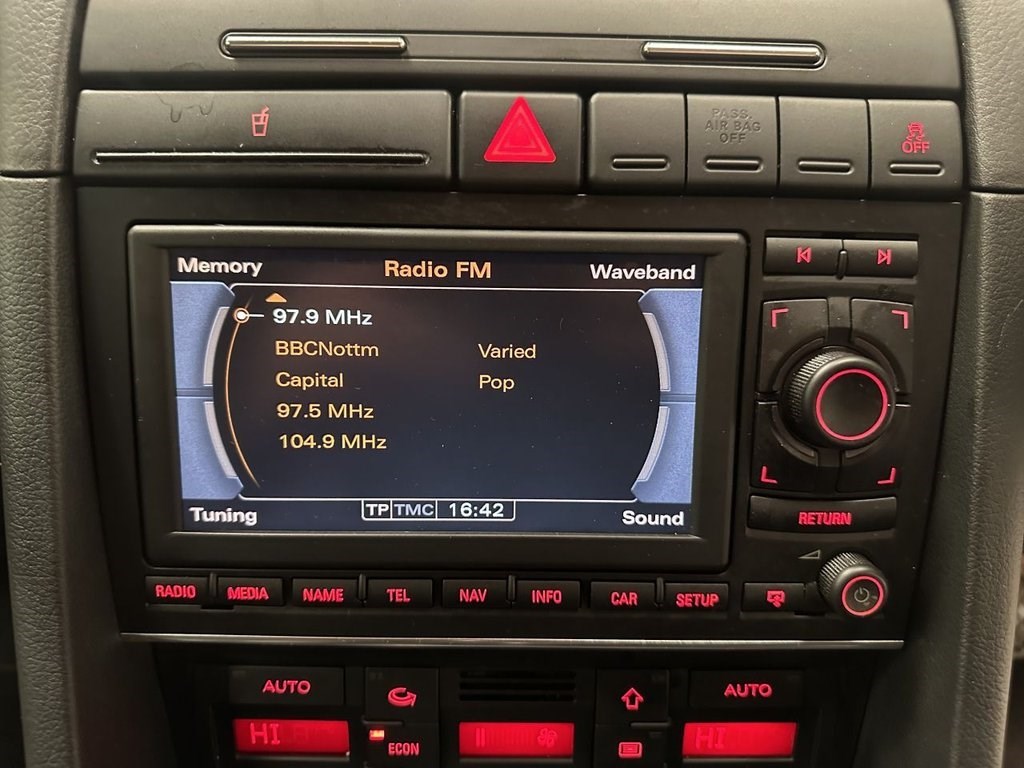 PASS.
AIR BAG
OFF
OFF
Memory Radio FM Waveband
97.9 MHz
BBCNottm Varied
Capital Pop
97.5 MHz
104.9 MHz
Tuning TP TMC 16:42 Sound
RETURN
RADIO MEDIA NAME TEL NAV INFO CAR SETUP
AUTO AUTO
HI HI
ECON